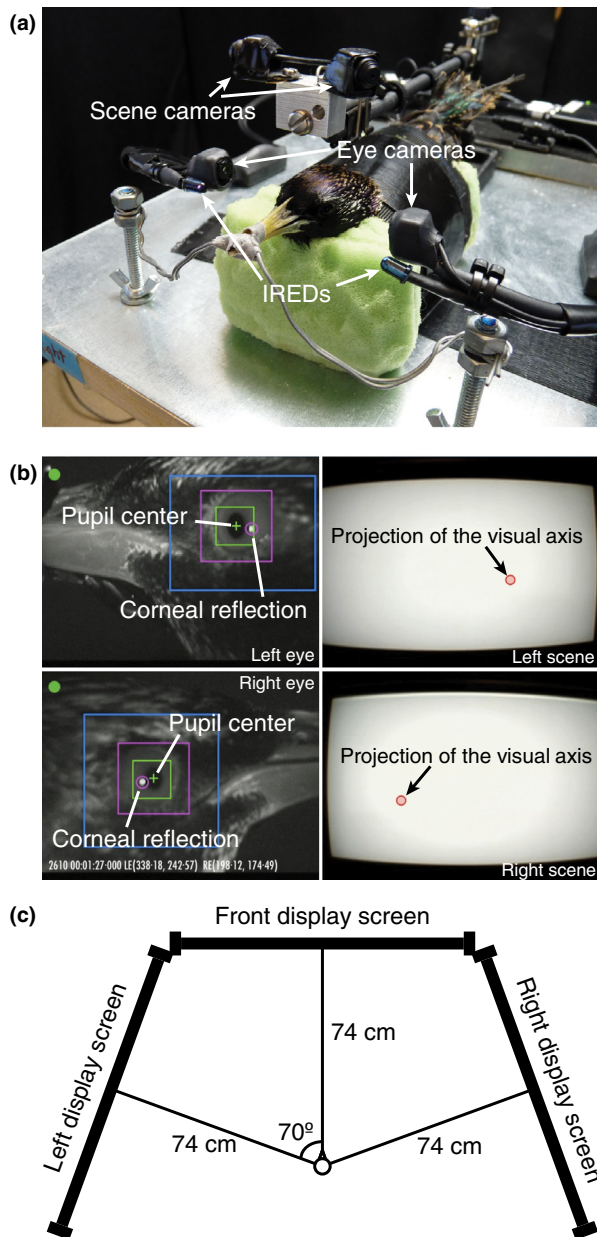 (a)
Scene cameras
Eye cameras
IREDs
ght
(b)
Pupil center
Corneal reflection
Left eye
Projection of the visual axis
Left scene
Right eye
Pupil center
Corneal reflection
2610 00:01:27·000 LE(338·18, 242·57) RE(198·12, 174·49)
Projection of the visual axis
Right scene
(c)
Front display screen
Left display screen
Right display screen
74 cm
70º
74 cm
74 cm